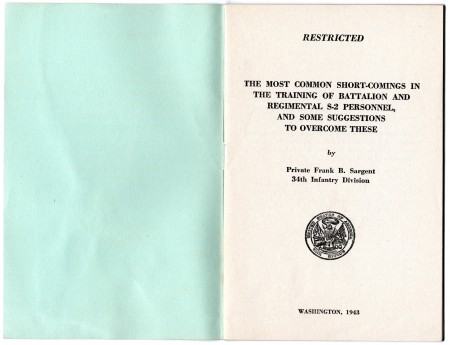 RESTRICTED
THE MOST COMMON SHORT-COMINGS IN
THE TRAINING OF BATTALION AND
REGIMENTAL S-2 PERSONNEL,
AND SOME SUGGESTIONS
TO OVERCOME THESE
by
Private Frank B. Sargent
34th Infantry Division
WASHINGTON, 1943